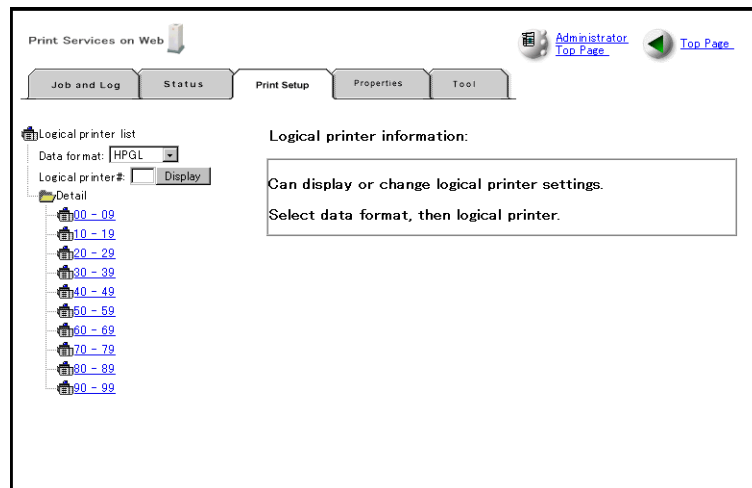 Print Services on Web
Administrator
Top Page
Top Page
Job and Log
Status
Print Setup
Properties
Tool
Logical printer list
Data format: HPGL
Logical printer#: Display
Detail
00 - 09
10 - 19
20 - 29
30 - 39
40 - 49
50 - 59
60 - 69
70 - 79
80 - 89
90 - 99
Logical printer information:
Can display or change logical printer settings.
Select data format, then logical printer.